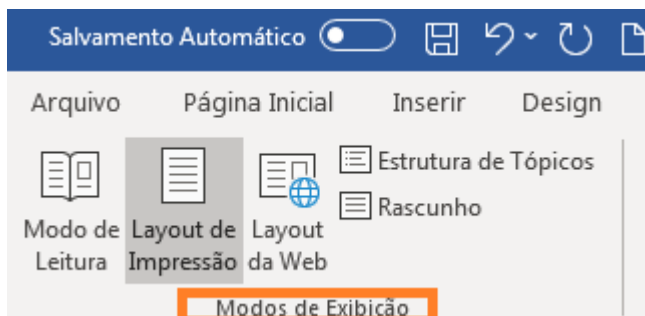 Salvamento Automático
Arquivo Página Inicial Inserir Design
Modo de Leitura
Layout de Impressão
Layout da Web
Estrutura de Tópicos
Rascunho
Modos de Exibição